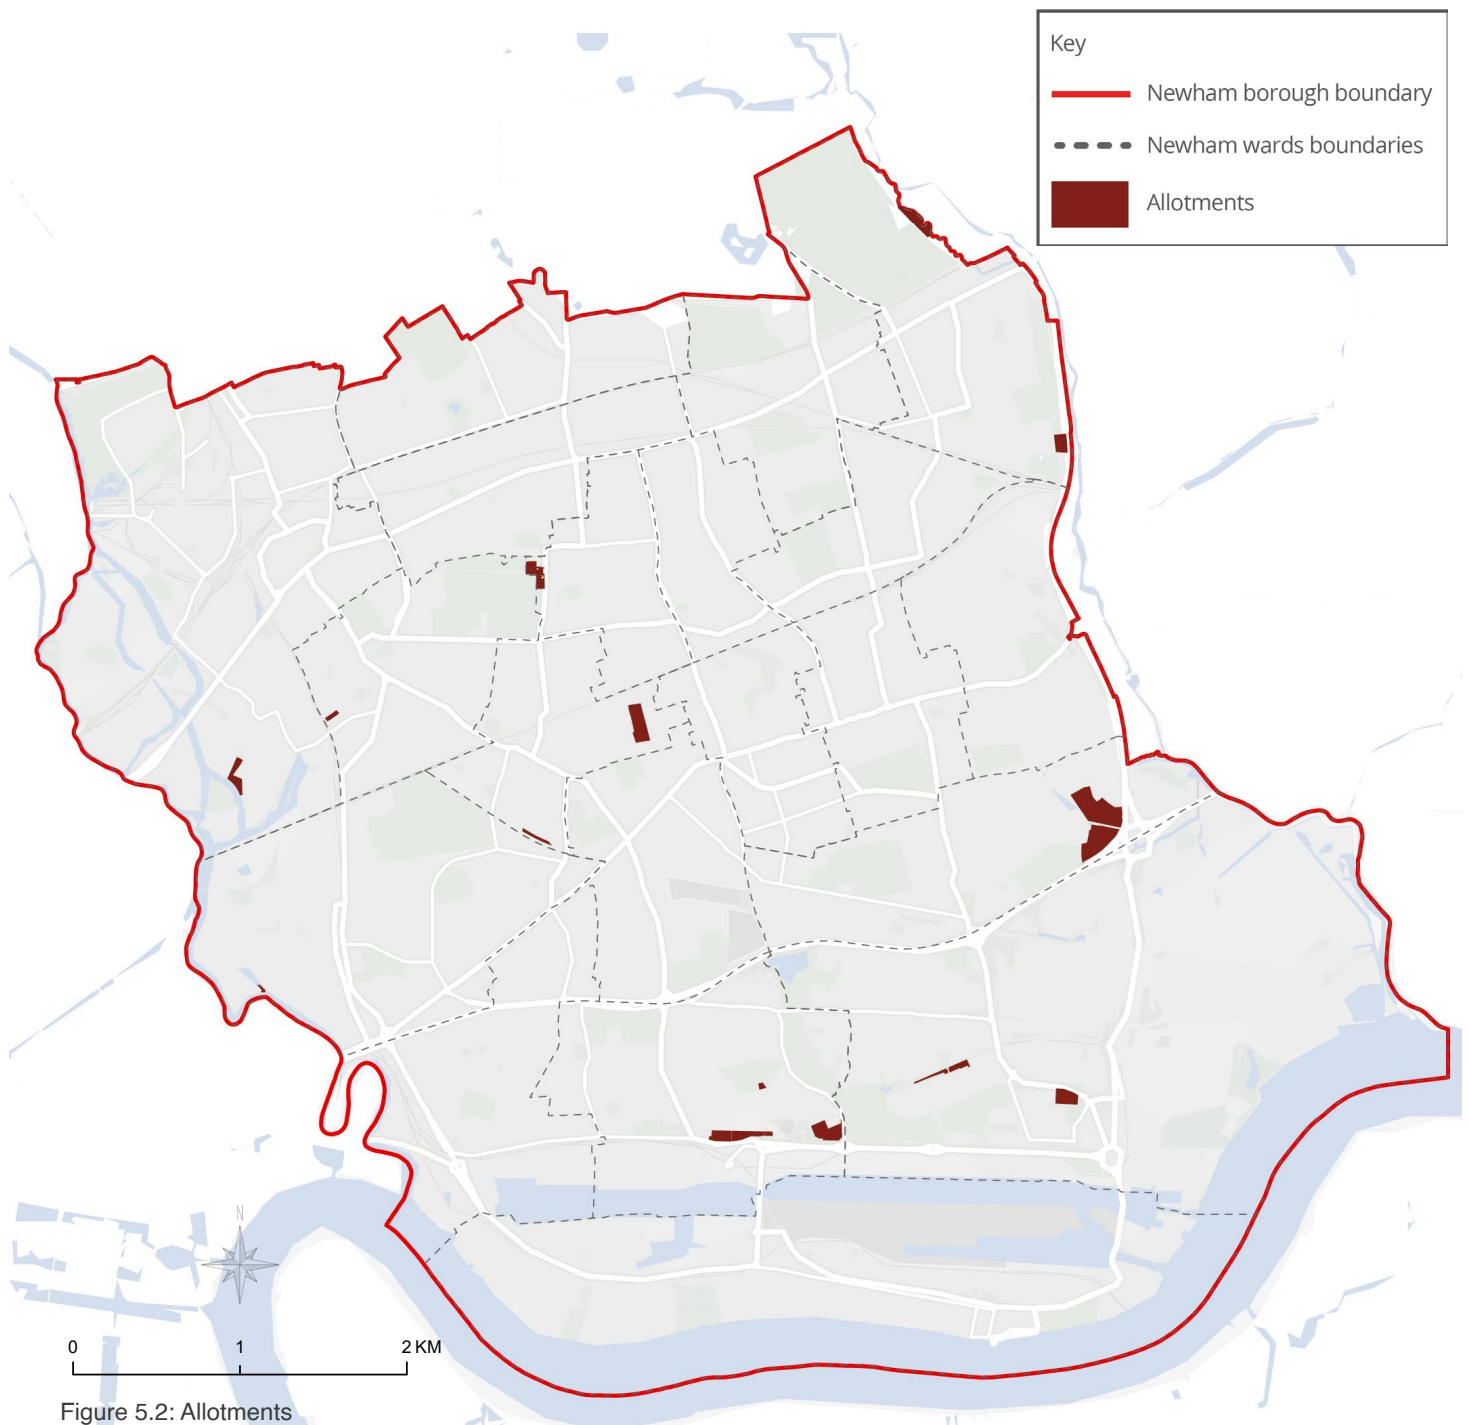 Key
Newham borough boundary
Newham wards boundaries
Allotments
N
0 1 2 KM
Figure 5.2: Allotments